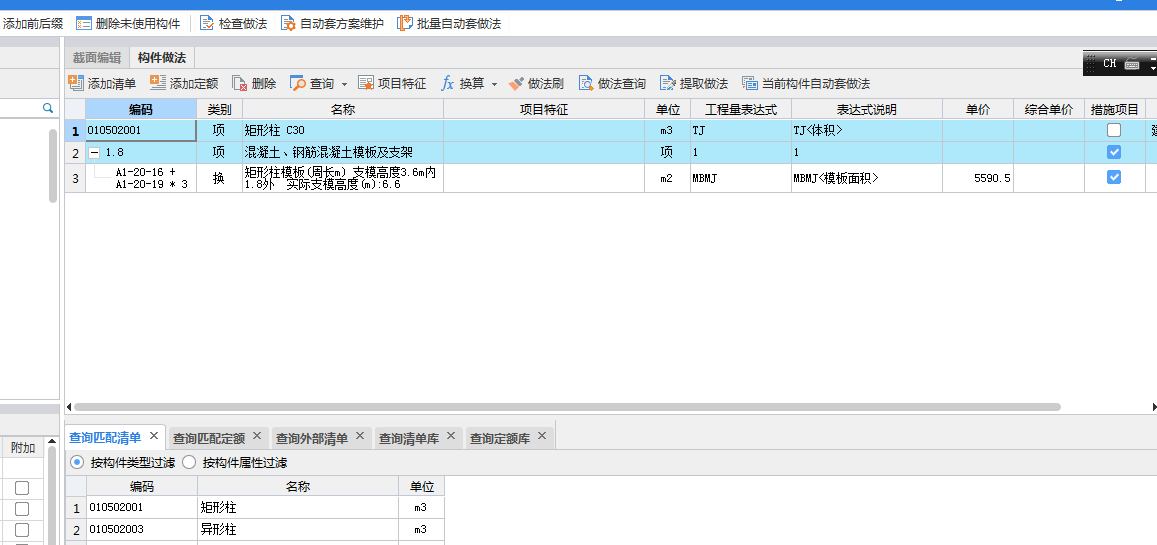 添加前后缀 删除未使用构件 检查做法 自动套方案维护 批量自动套做法
截面编辑 构件做法
CH
添加清单 添加定额 删除 查询 项目特征 fx 换算 做法刷 做法查询 提取做法 当前构件自动套做法
编码 类别 名称 项目特征 单位 工程量表达式 表达式说明 单价 综合单价 措施项目
1 010502001 项 矩形柱 C30 m3 TJ TJ<体积>
2 1.8 项 混凝土、钢筋混凝土模板及支架 项 1 1
3 A1-20-16 + A1-20-19 * 3 换 矩形柱模板(周长m) 支模高度3.6m内 1.8外 实际支模高度(m):6.6 m2 MBMJ MBMJ<模板面积> 5590.5
查询匹配清单 查询匹配定额 查询外部清单 查询清单库 查询定额库
附加
按构件类型过滤 按构件属性过滤
编码 名称 单位
1 010502001 矩形柱 m3
2 010502003 异形柱 m3